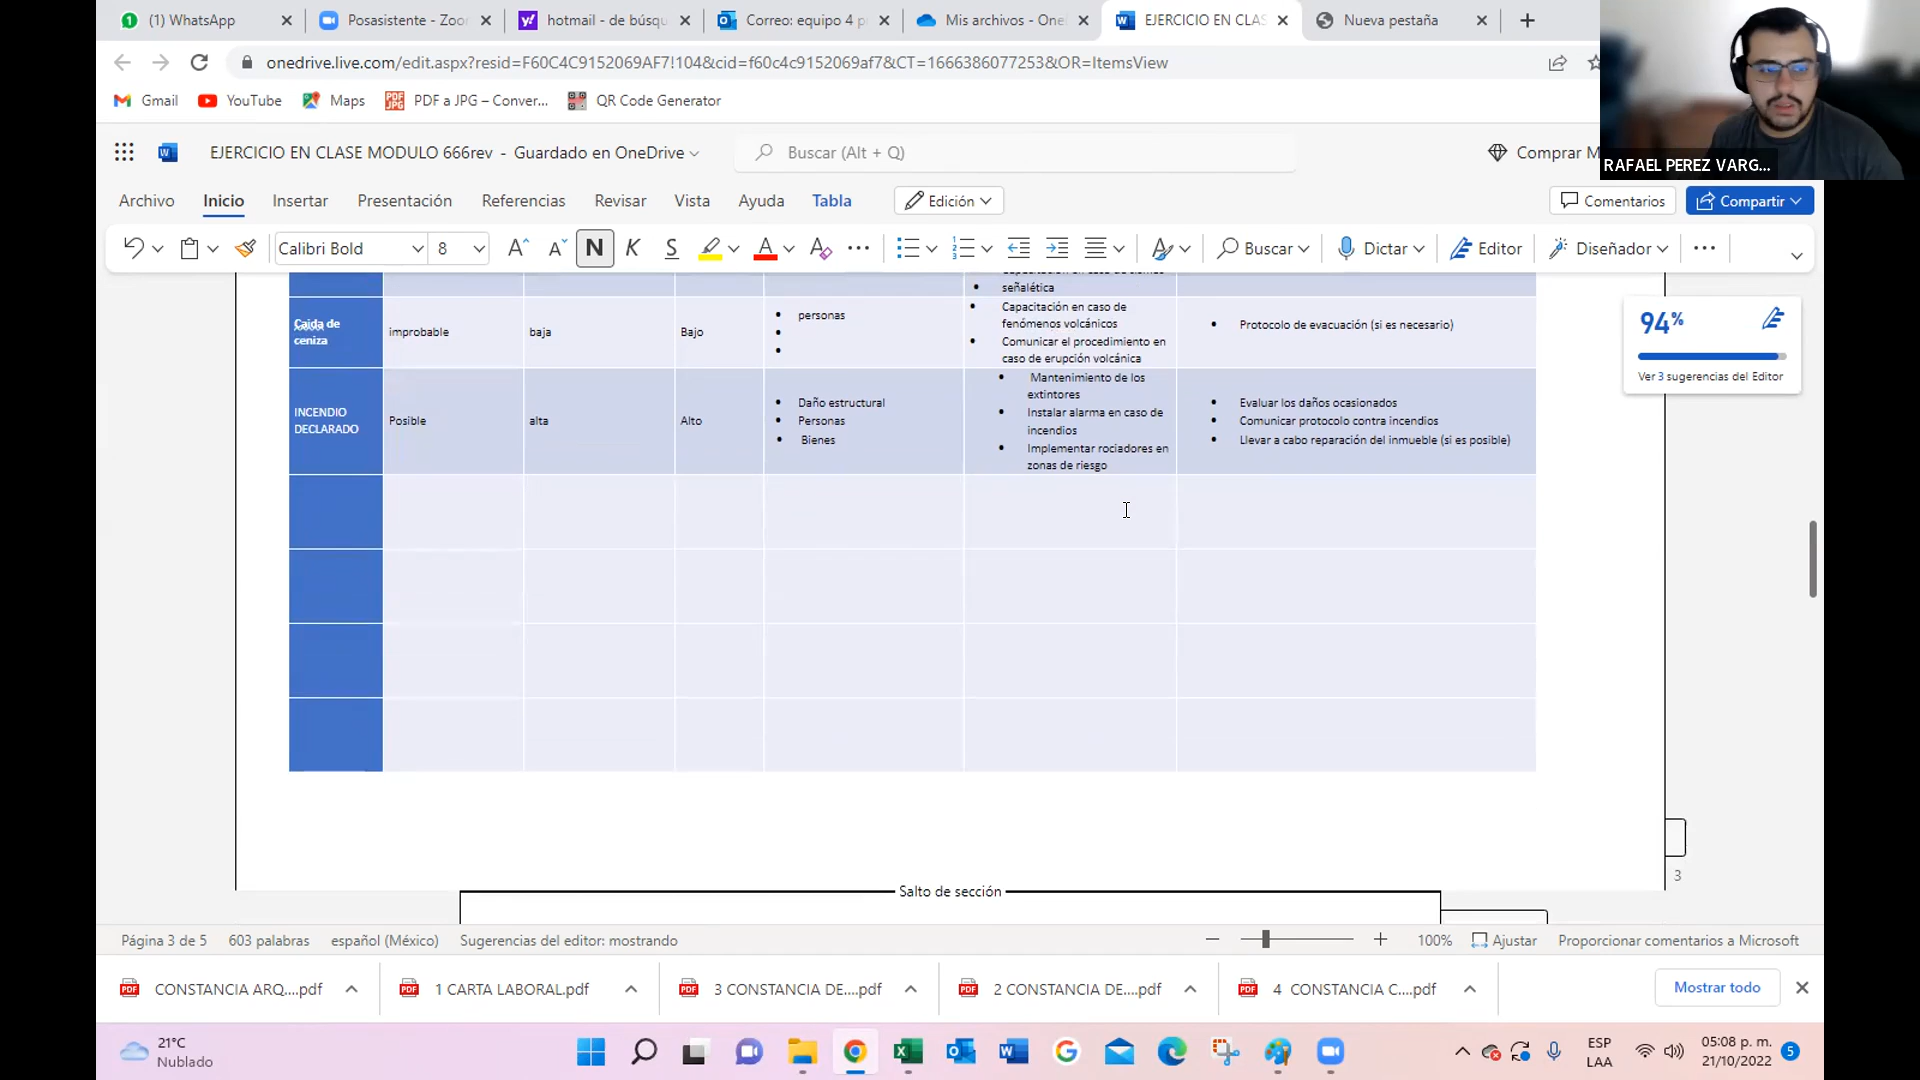 (1) WhatsApp
Posasistente - Zoo
hotmail - de búsqu
Correo: equipo 4 p
Mis archivos - One
EJERCICIO EN CLAS
Nueva pestaña
onedrive.live.com/edit.aspx?resid=F60C4C9152069AF7!104&cid=f60c4c9152069af7&CT=1666386077253&OR=ItemsView
Gmail
YouTube
Maps
PDF a JPG – Conver...
QR Code Generator
RAFAEL PEREZ VARG...
EJERCICIO EN CLASE MODULO 666rev - Guardado en OneDrive
Buscar (Alt + Q)
Comprar M
Archivo
Inicio
Insertar
Presentación
Referencias
Revisar
Vista
Ayuda
Tabla
Edición
Comentarios
Compartir
Calibri Bold
8
N
K
S
Buscar
Dictar
Editor
Diseñador
señalética
Caida de
ceniza
improbable
baja
Bajo
• personas
•
•
• Capacitación en caso de
fenómenos volcánicos
• Comunicar el procedimiento en
caso de erupción volcánica
• Protocolo de evacuación (si es necesario)
INCENDIO
DECLARADO
Posible
alta
Alto
• Daño estructural
• Personas
• Bienes
• Mantenimiento de los
extintores
• Instalar alarma en caso de
incendios
• Implementar rociadores en
zonas de riesgo
• Evaluar los daños ocasionados
• Comunicar protocolo contra incendios
• Llevar a cabo reparación del inmueble (si es posible)
94%
Ver 3 sugerencias del Editor
3
Salto de sección
Página 3 de 5
603 palabras
español (México)
Sugerencias del editor: mostrando
100%
Ajustar
Proporcionar comentarios a Microsoft
CONSTANCIA ARQ....pdf
1 CARTA LABORAL.pdf
3 CONSTANCIA DE....pdf
2 CONSTANCIA DE....pdf
4 CONSTANCIA C....pdf
Mostrar todo
21°C
Nublado
ESP
LAA
05:08 p. m.
21/10/2022
5